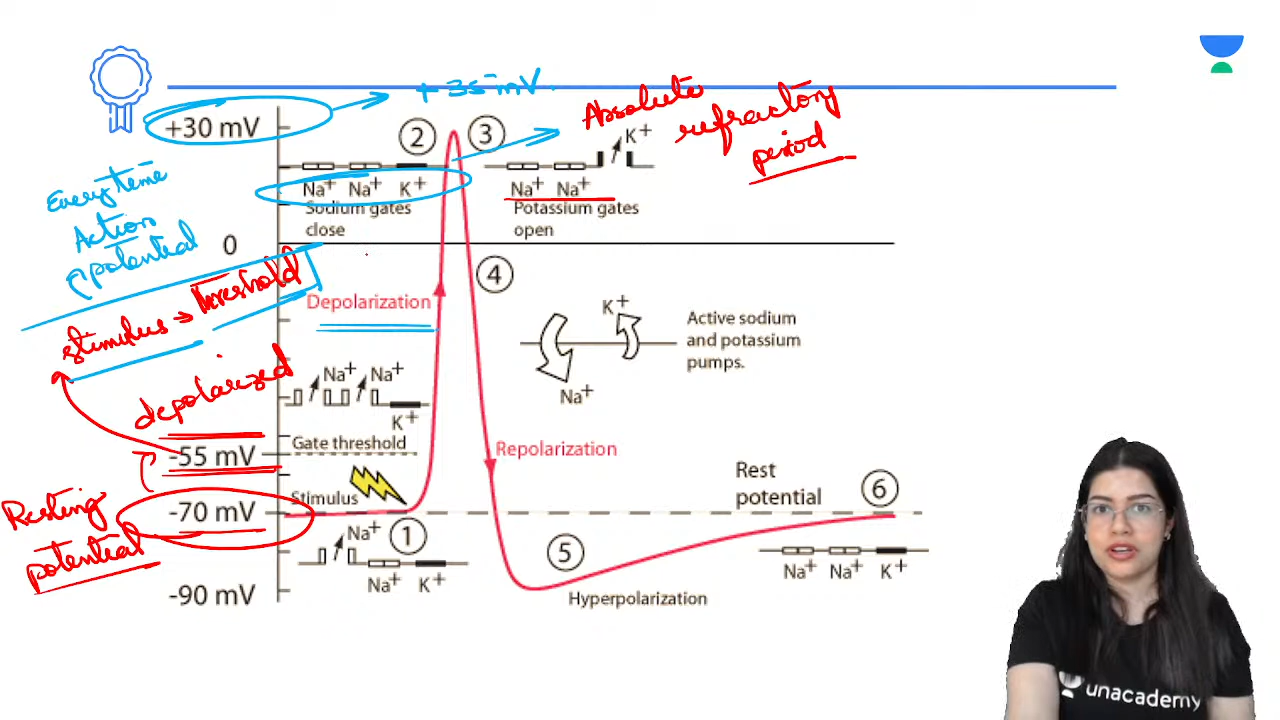 + 35 mV
Absolute
refractory
period
+30 mV
2
3
K+
Na+ Na+ K+
Na+ Na+
Sodium gates
close
Potassium gates
open
Everytime
Action
potential
0
stimulus → Threshold
4
Depolarization
K+
Na+
Active sodium
and potassium
pumps.
depolarized
Na+ Na+
K+
Gate threshold
-55 mV
Repolarization
Resting
potential
Stimulus
-70 mV
Rest
potential
6
1
Na+
Na+ K+
5
Na+ Na+ K+
-90 mV
Hyperpolarization
unacademy